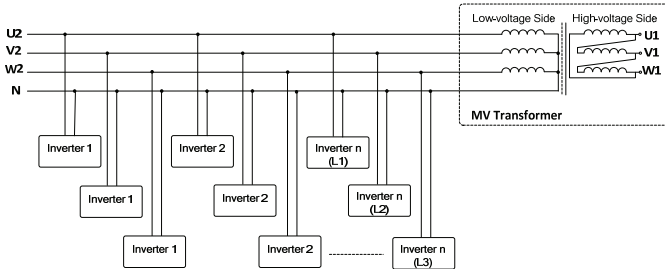 Low-voltage Side
High-voltage Side
U2
U1
V2
V1
W2
W1
N
MV Transformer
Inverter 1
Inverter 2
Inverter n
(L1)
Inverter 1
Inverter 2
Inverter n
(L2)
Inverter 1
Inverter 2
Inverter n
(L3)